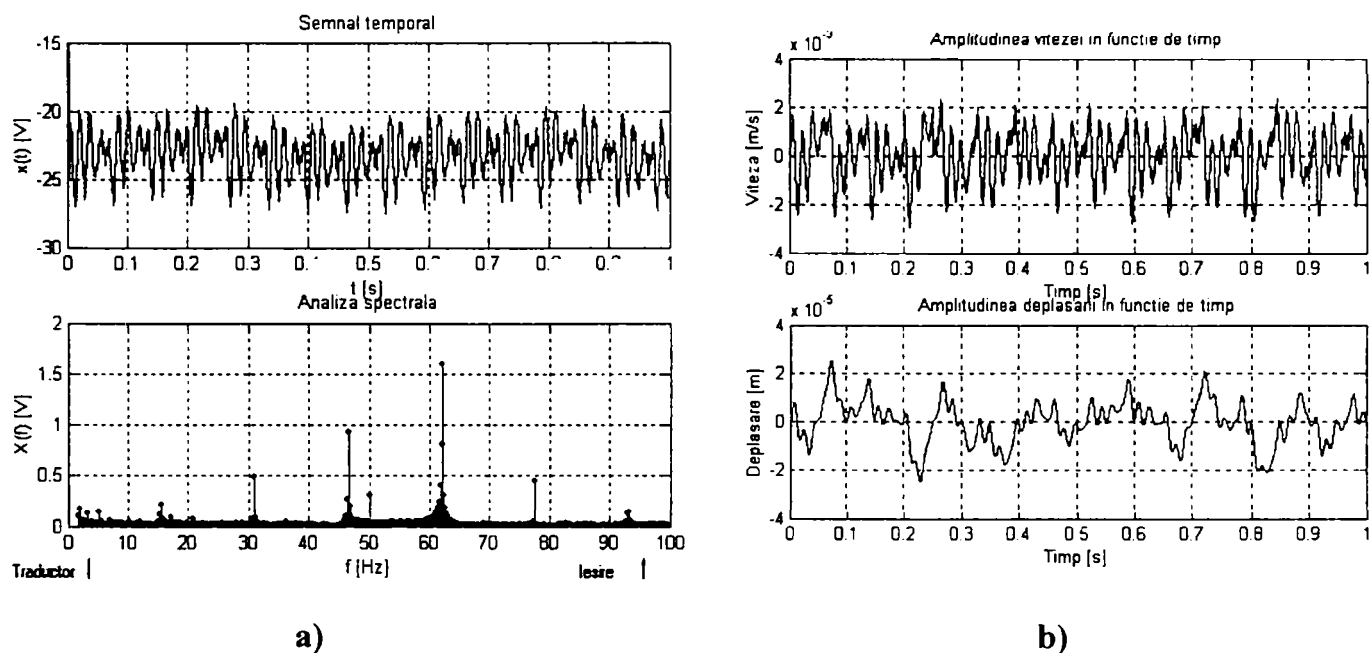 Semnal temporal
-15
-20
-25
-30
x(t) [V]
0 0.1 0.2 0.3 0.4 0.5 0.6 0.7 1
t [s]
Analiza spectrala
2
1.5
1
0.5
0
X(f) [V]
0 10 20 30 40 50 60 70 80 90 100
f [Hz]
Traductor
Iesire
a)
x 10
Amplitudinea vitezei in functie de timp
4
2
0
-2
-4
Viteza [m/s]
0 0.1 0.2 0.3 0.4 0.5 0.6 0.7 0.8 0.9 1
Timp [s]
x 10⁻⁵
Amplitudinea deplasarii in functie de timp
4
2
0
-2
-4
Deplasare [m]
0 0.1 0.2 0.3 0.4 0.5 0.6 0.7 0.8 0.9 1
Timp [s]
b)